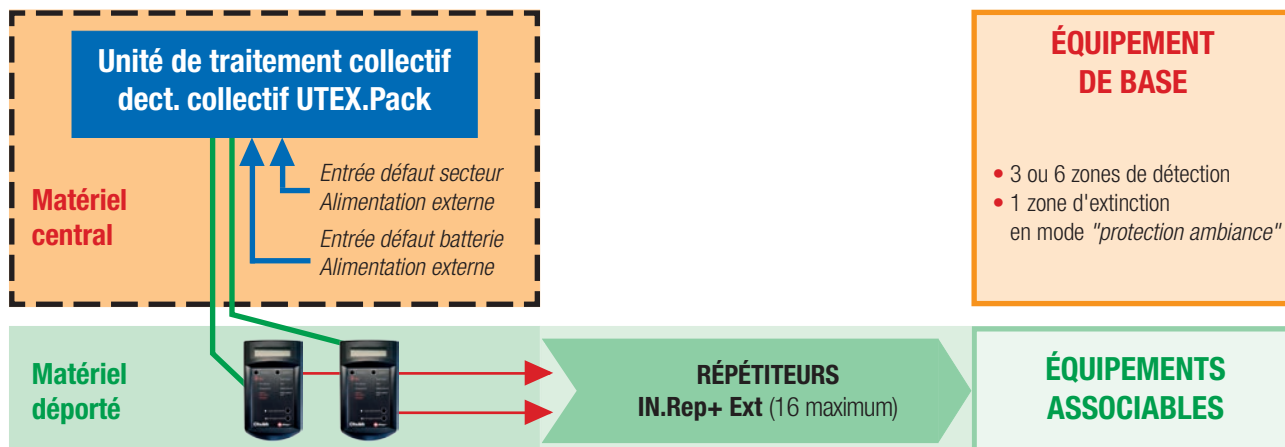 Unité de traitement collectif
dect. collectif UTEX.Pack
Entrée défaut secteur
Alimentation externe
Entrée défaut batterie
Alimentation externe
Matériel
central
ÉQUIPEMENT
DE BASE
• 3 ou 6 zones de détection
• 1 zone d'extinction
en mode "protection ambiance"
Matériel
déporté
RÉPÉTITEURS
IN.Rep+ Ext (16 maximum)
ÉQUIPEMENTS
ASSOCIABLES